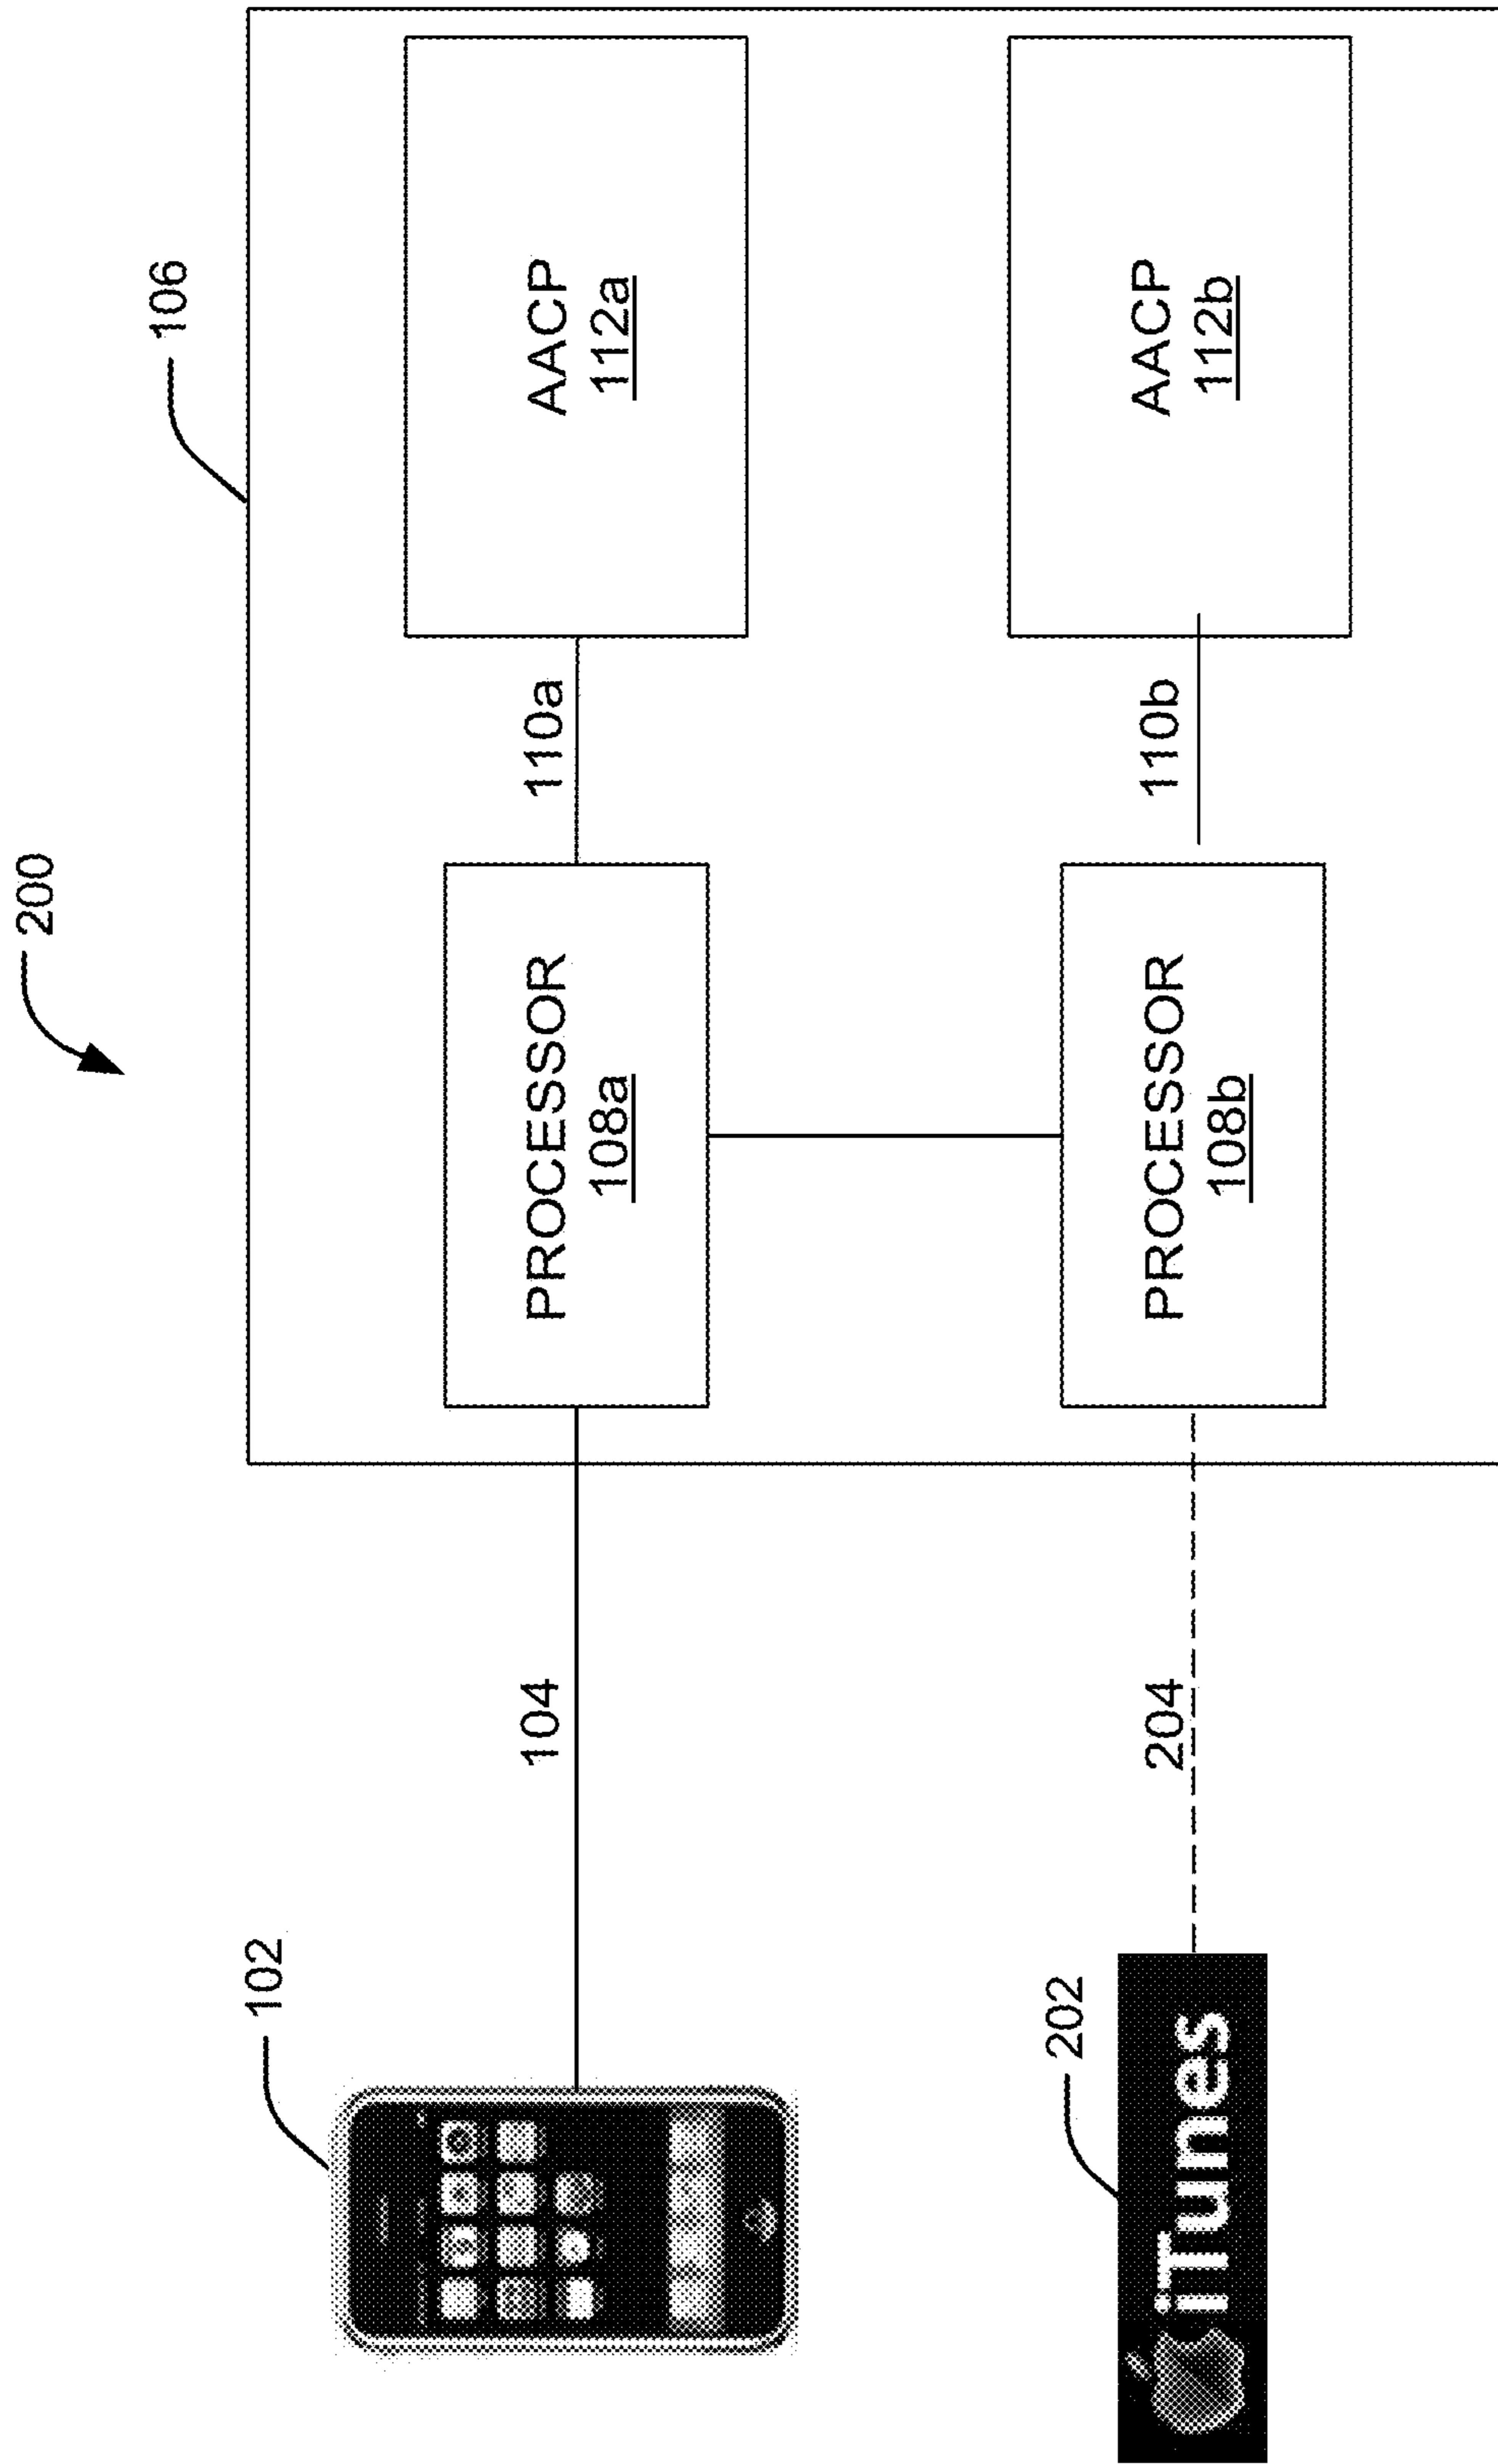 200
106
102
104
PROCESSOR
108a
110a
AACP
112a
202
iTunes
204
PROCESSOR
108b
110b
AACP
112b